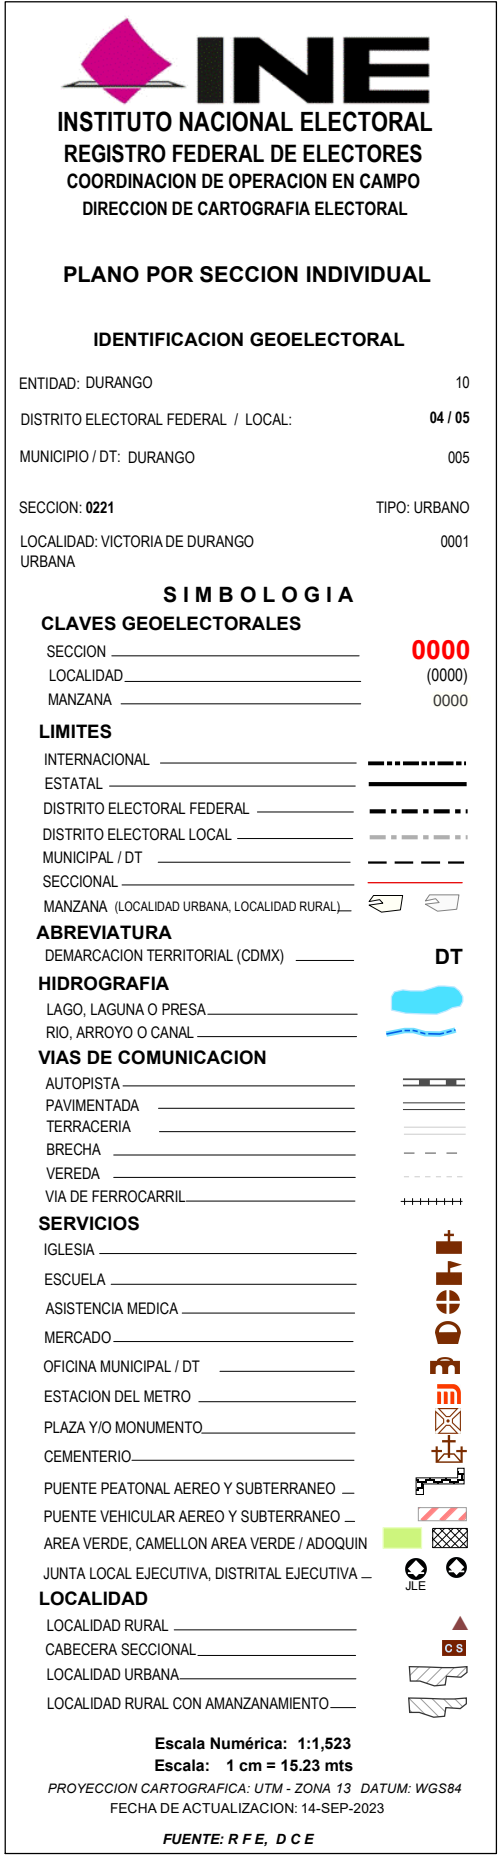 INE
INSTITUTO NACIONAL ELECTORAL
REGISTRO FEDERAL DE ELECTORES
COORDINACION DE OPERACION EN CAMPO
DIRECCION DE CARTOGRAFIA ELECTORAL
PLANO POR SECCION INDIVIDUAL
IDENTIFICACION GEOELECTORAL
ENTIDAD: DURANGO 10
DISTRITO ELECTORAL FEDERAL / LOCAL: 04 / 05
MUNICIPIO / DT: DURANGO 005
SECCION: 0221 TIPO: URBANO
LOCALIDAD: VICTORIA DE DURANGO 0001
URBANA
SIMBOLOGIA
CLAVES GEOELECTORALES
SECCION 0000
LOCALIDAD (0000)
MANZANA 0000
LIMITES
INTERNACIONAL
ESTATAL
DISTRITO ELECTORAL FEDERAL
DISTRITO ELECTORAL LOCAL
MUNICIPAL / DT
SECCIONAL
MANZANA (LOCALIDAD URBANA, LOCALIDAD RURAL)
ABREVIATURA
DEMARCACION TERRITORIAL (CDMX) DT
HIDROGRAFIA
LAGO, LAGUNA O PRESA
RIO, ARROYO O CANAL
VIAS DE COMUNICACION
AUTOPISTA
PAVIMENTADA
TERRACERIA
BRECHA
VEREDA
VIA DE FERROCARRIL
SERVICIOS
IGLESIA
ESCUELA
ASISTENCIA MEDICA
MERCADO
OFICINA MUNICIPAL / DT
ESTACION DEL METRO
PLAZA Y/O MONUMENTO
CEMENTERIO
PUENTE PEATONAL AEREO Y SUBTERRANEO
PUENTE VEHICULAR AEREO Y SUBTERRANEO
AREA VERDE, CAMELLON AREA VERDE / ADOQUIN
JUNTA LOCAL EJECUTIVA, DISTRITAL EJECUTIVA
JLE
LOCALIDAD
LOCALIDAD RURAL
CABECERA SECCIONAL C S
LOCALIDAD URBANA
LOCALIDAD RURAL CON AMANZANAMIENTO
Escala Numérica: 1:1,523
Escala: 1 cm = 15.23 mts
PROYECCION CARTOGRAFICA: UTM - ZONA 13 DATUM: WGS84
FECHA DE ACTUALIZACION: 14-SEP-2023
FUENTE: R F E, D C E